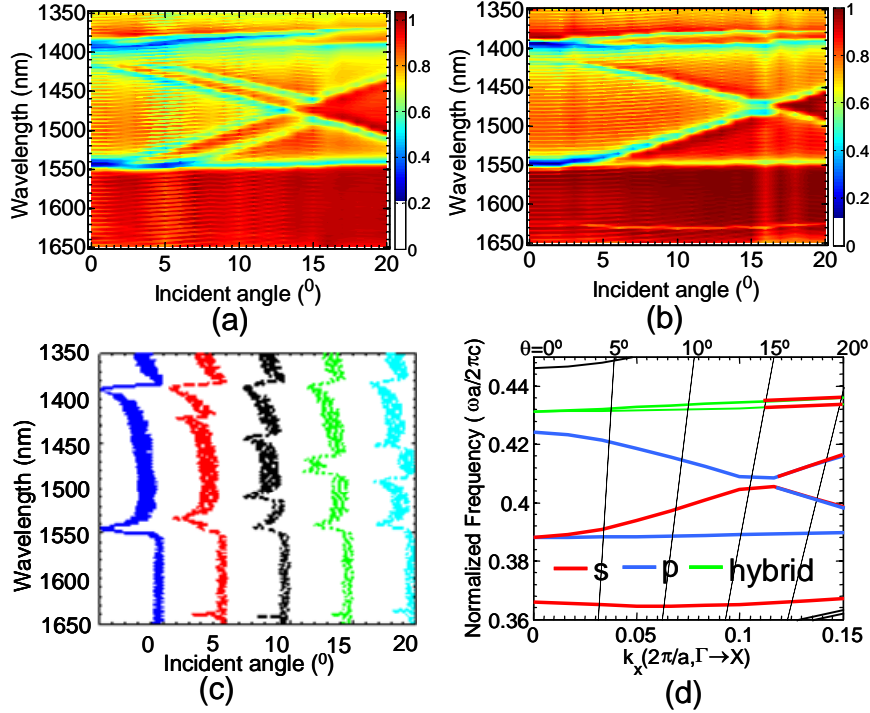 1350
1400
1450
1500
1550
1600
1650
Wavelength (nm)
0 5 10 15 20
Incident angle (⁰)
1
0.8
0.6
0.4
0.2
0
(a)
1350
1400
1450
1500
1550
1600
1650
Wavelength (nm)
0 5 10 15 20
Incident angle (⁰)
1
0.8
0.6
0.4
0.2
0
(b)
1350
1400
1450
1500
1550
1600
1650
Wavelength (nm)
0 5 10 15 20
Incident angle (⁰)
(c)
θ=0º 5º 10º 15º 20º
0.44
0.42
0.4
0.38
0.36
Normalized Frequency (ωa/2πc)
s p hybrid
0 0.05 0.1 0.15
kₓ(2π/a,Γ→X)
(d)